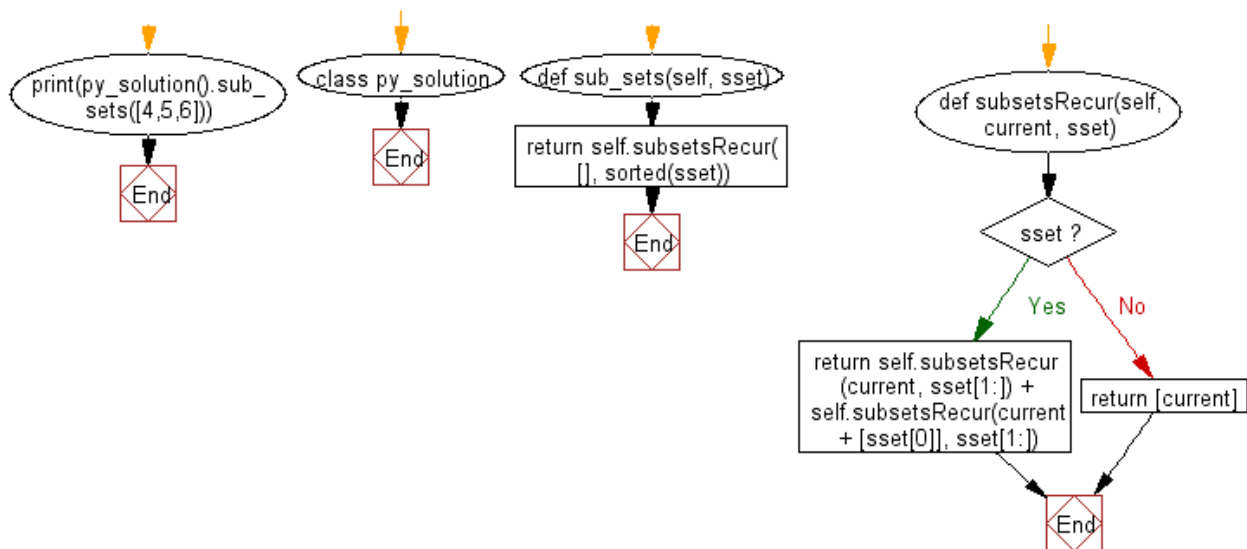 print(py_solution().sub_
sets([4,5,6]))
End
class py_solution
End
def sub_sets(self, sset)
return self.subsetsRecur(
[], sorted(sset))
End
def subsetsRecur(self,
current, sset)
sset ?
Yes
No
return self.subsetsRecur
(current, sset[1:]) +
self.subsetsRecur(current
+ [sset[0]], sset[1:])
return [current]
End